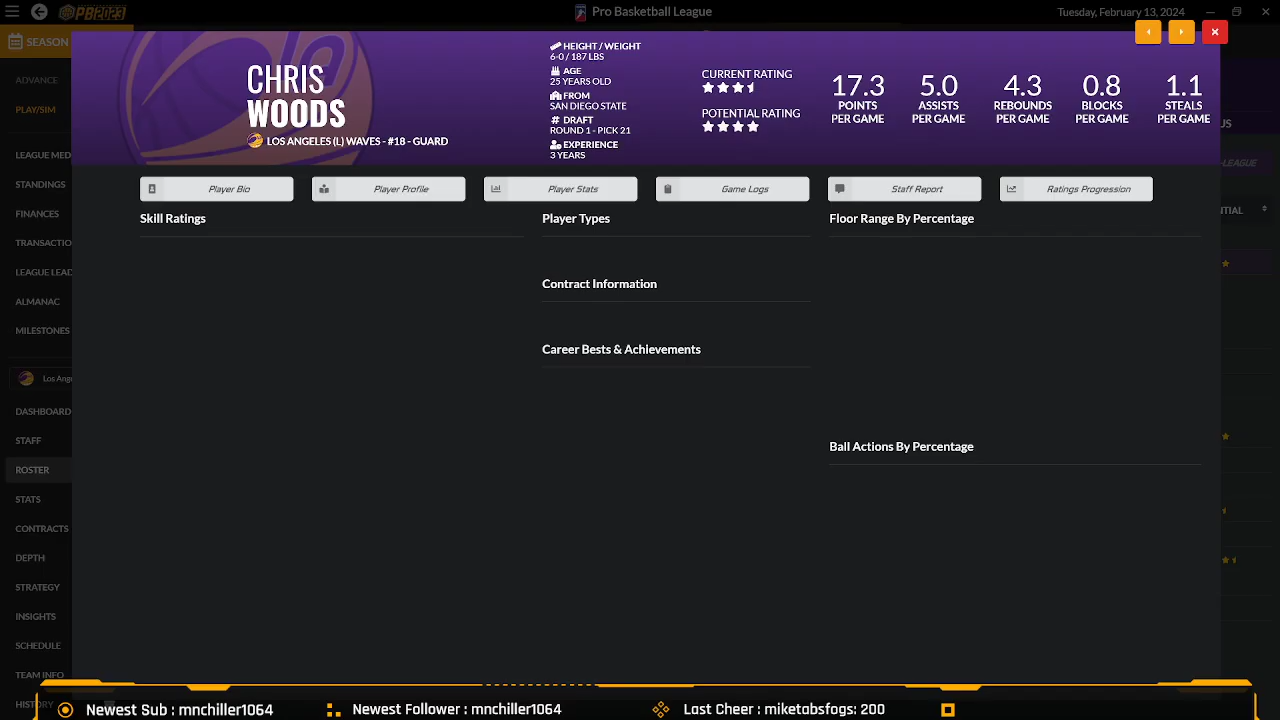 PB2023
Pro Basketball League
Tuesday, February 13, 2024
SEASON
ADVANCE
PLAY/SIM
LEAGUE MED
STANDINGS
FINANCES
TRANSACTIO
LEAGUE LEAD
ALMANAC
MILESTONES
Los Ange
DASHBOARD
STAFF
ROSTER
STATS
CONTRACTS
DEPTH
STRATEGY
INSIGHTS
SCHEDULE
TEAM INFO
HISTORY
CHRIS
WOODS
LOS ANGELES (L) WAVES - #18 - GUARD
HEIGHT / WEIGHT
6-0 / 187 LBS
AGE
25 YEARS OLD
FROM
SAN DIEGO STATE
DRAFT
ROUND 1 - PICK 21
EXPERIENCE
3 YEARS
CURRENT RATING
POTENTIAL RATING
17.3
POINTS
PER GAME
5.0
ASSISTS
PER GAME
4.3
REBOUNDS
PER GAME
0.8
BLOCKS
PER GAME
1.1
STEALS
PER GAME
US
-LEAGUE
NTIAL
Player Bio
Player Profile
Player Stats
Game Logs
Staff Report
Ratings Progression
Skill Ratings
Player Types
Floor Range By Percentage
Contract Information
Career Bests & Achievements
Ball Actions By Percentage
Newest Sub : mnchiller1064
Newest Follower : mnchiller1064
Last Cheer : miketabsfogs: 200